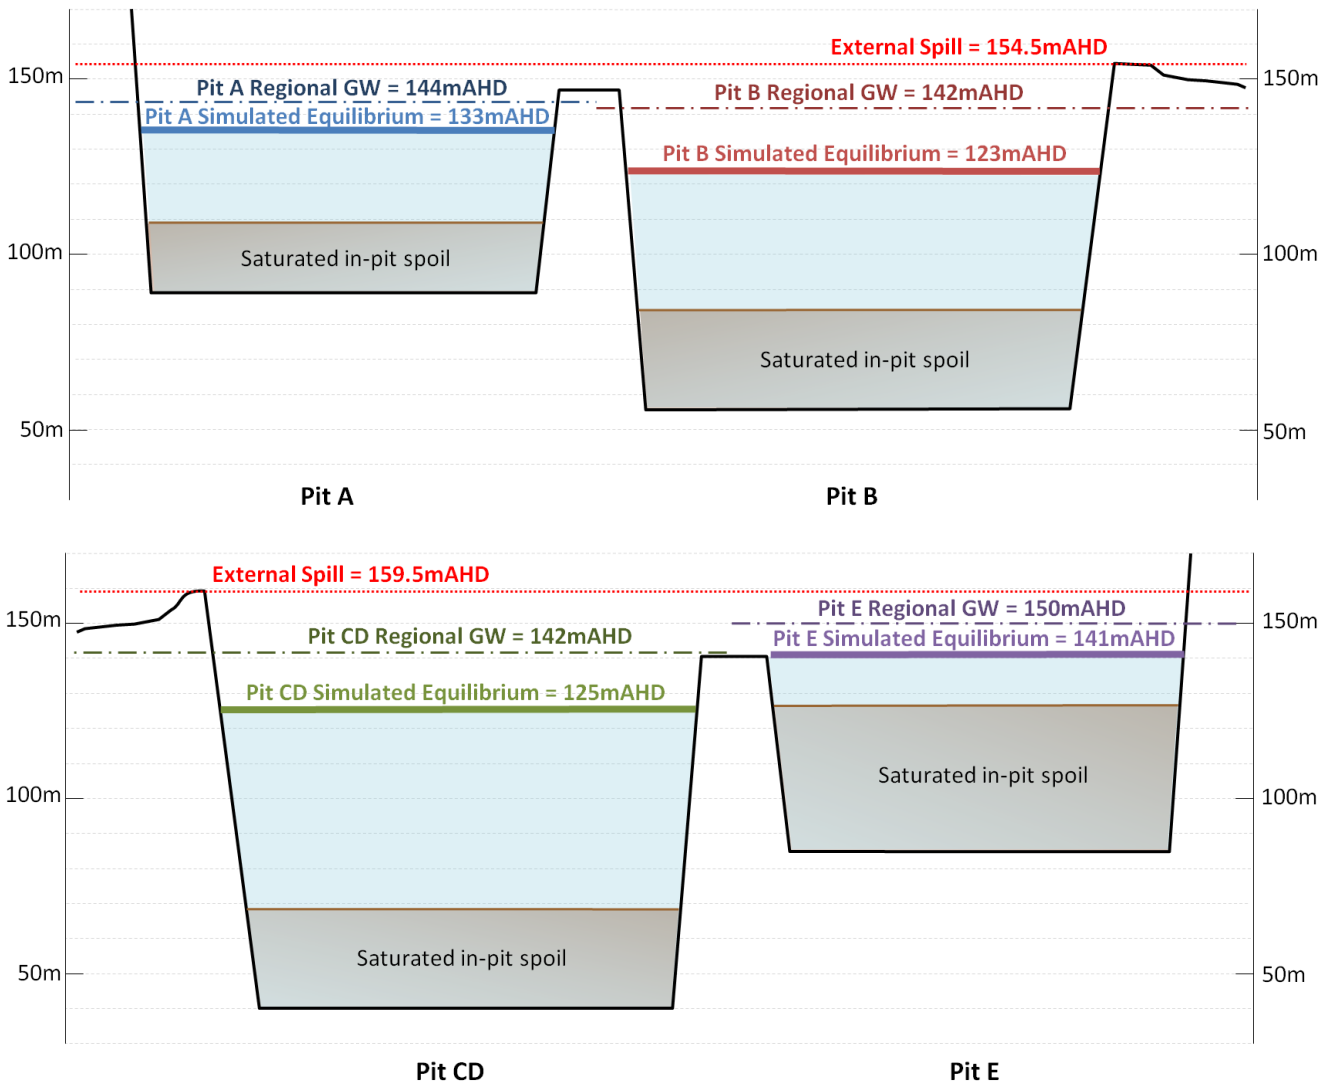 External Spill = 154.5mAHD
150m
150m
Pit A Regional GW = 144mAHD
Pit B Regional GW = 142mAHD
Pit A Simulated Equilibrium = 133mAHD
Pit B Simulated Equilibrium = 123mAHD
100m
Saturated in-pit spoil
100m
Saturated in-pit spoil
50m
50m
Pit A
Pit B
External Spill = 159.5mAHD
150m
Pit E Regional GW = 150mAHD
150m
Pit CD Regional GW = 142mAHD
Pit E Simulated Equilibrium = 141mAHD
Pit CD Simulated Equilibrium = 125mAHD
Saturated in-pit spoil
100m
100m
Saturated in-pit spoil
50m
50m
Pit CD
Pit E